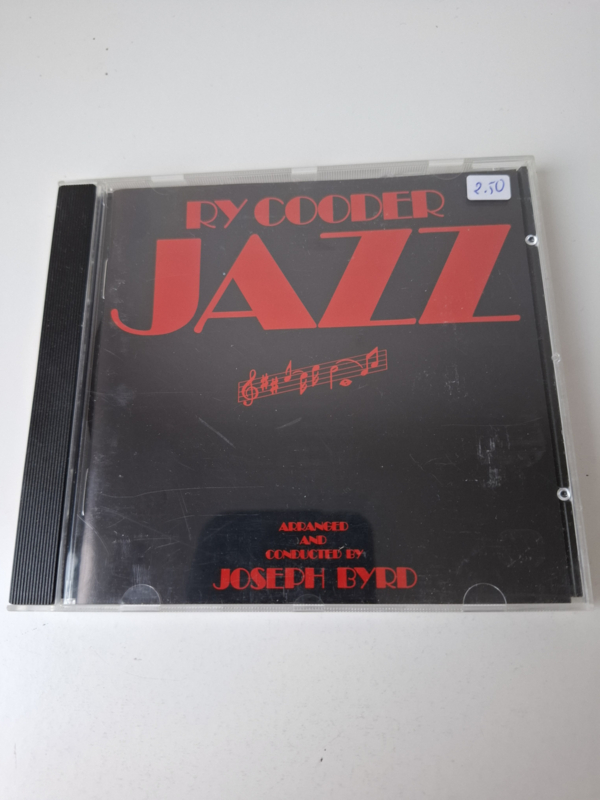 2.50
RY COODER
JAZZ
ARRANGED
AND
CONDUCTED BY
JOSEPH BYRD